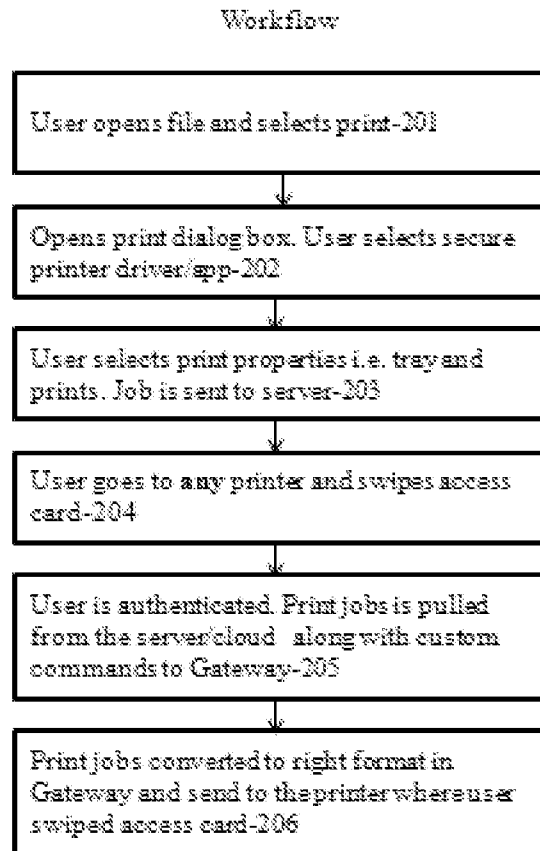 Workflow
User opens file and selects print-201
Opens print dialog box. User selects secure
printer driver/app-202
User selects print properties i.e. tray and
prints. Job is sent to server-203
User goes to any printer and swipes access
card-204
User is authenticated. Print jobs is pulled
from the server/cloud along with custom
commands to Gateway-205
Print jobs converted to right format in
Gateway and send to the printer where user
swiped access card-206